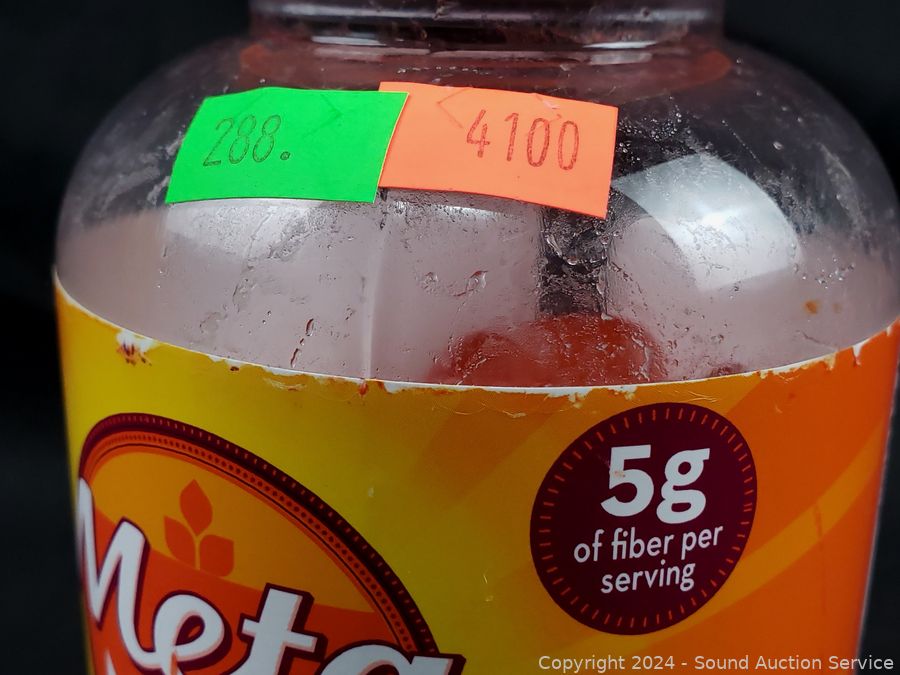 288.
4100
5g
of fiber per
serving
Meta
Copyright 2024 - Sound Auction Service